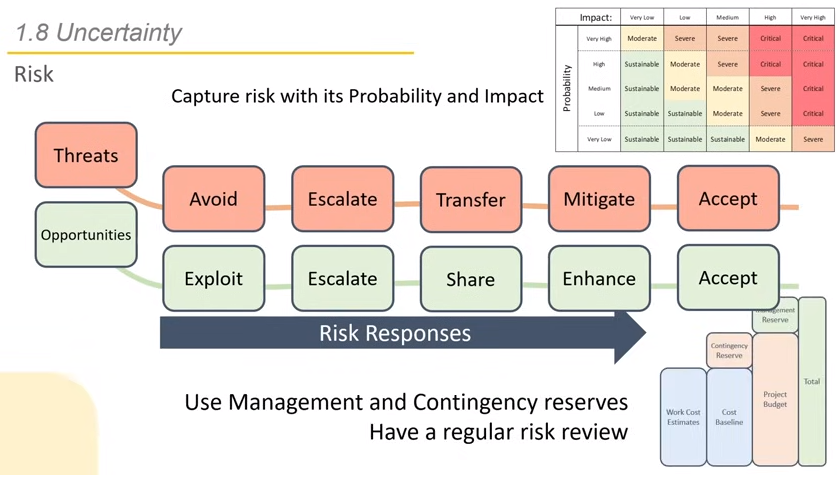 1.8 Uncertainty
Risk
Capture risk with its Probability and Impact
Impact: Very Low Low Medium High Very High
Probability
Very High Moderate Severe Severe Critical Critical
High Sustainable Moderate Severe Critical Critical
Medium Sustainable Moderate Moderate Severe Critical
Low Sustainable Sustainable Moderate Severe Critical
Very Low Sustainable Sustainable Sustainable Moderate Severe
Threats
Avoid Escalate Transfer Mitigate Accept
Opportunities
Exploit Escalate Share Enhance Accept
Risk Responses
Use Management and Contingency reserves
Have a regular risk review
Management
Reserve
Contingency
Reserve
Work Cost
Estimates
Cost
Baseline
Project
Budget
Total